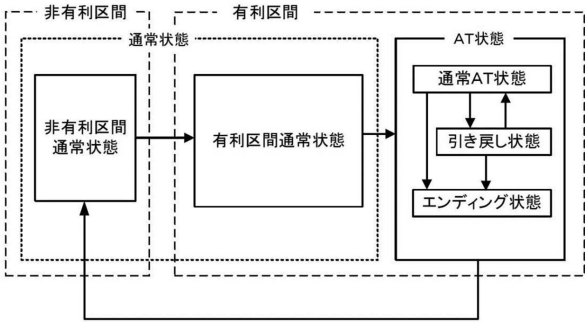 非有利区間
有利区間
通常状態
AT状態
非有利区間
通常状態
有利区間通常状態
通常AT状態
引き戻し状態
エンディング状態